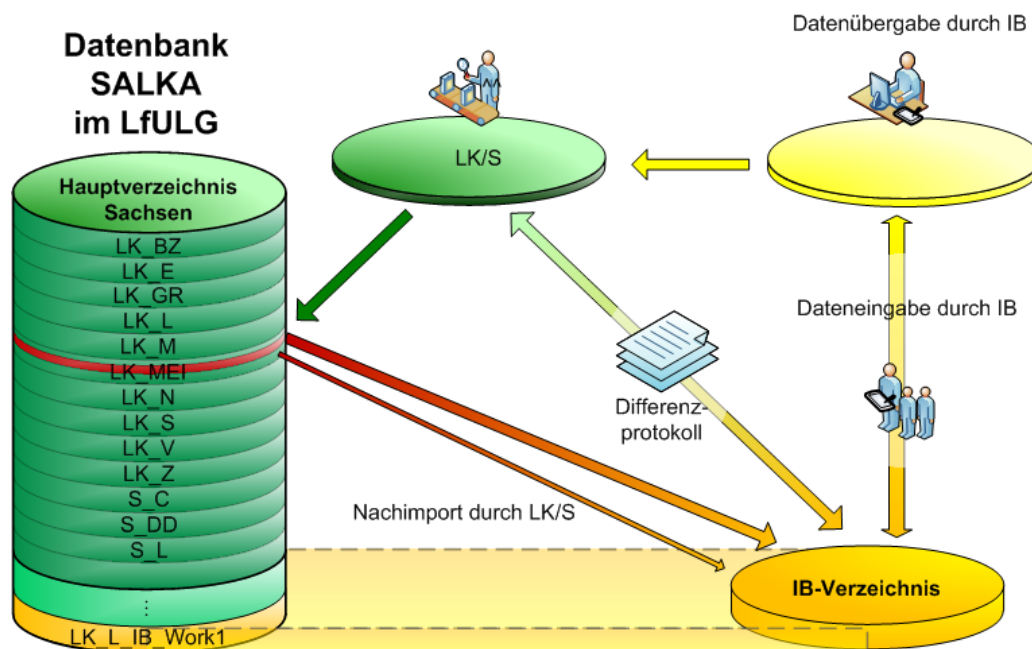 Datenbank
SALKA
im LfULG
Datenübergabe durch IB
LK/S
Hauptverzeichnis
Sachsen
LK_BZ
LK_E
LK_GR
LK_L
LK_M
LK_MEI
LK_N
LK_S
LK_V
LK_Z
S_C
S_DD
S_L
⋮
LK_L_IB_Work1
Dateneingabe durch IB
Differenz-
protokoll
Nachimport durch LK/S
IB-Verzeichnis